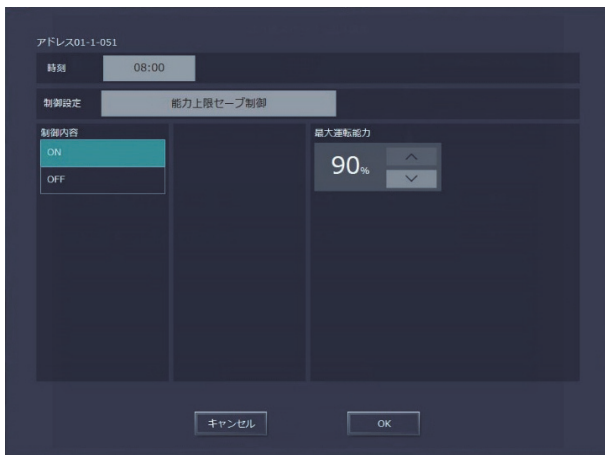 アドレス01-1-051
時刻 08:00
制御設定 能力上限セーブ制御
制御内容
ON
OFF
最大運転能力
90%
キャンセル
OK